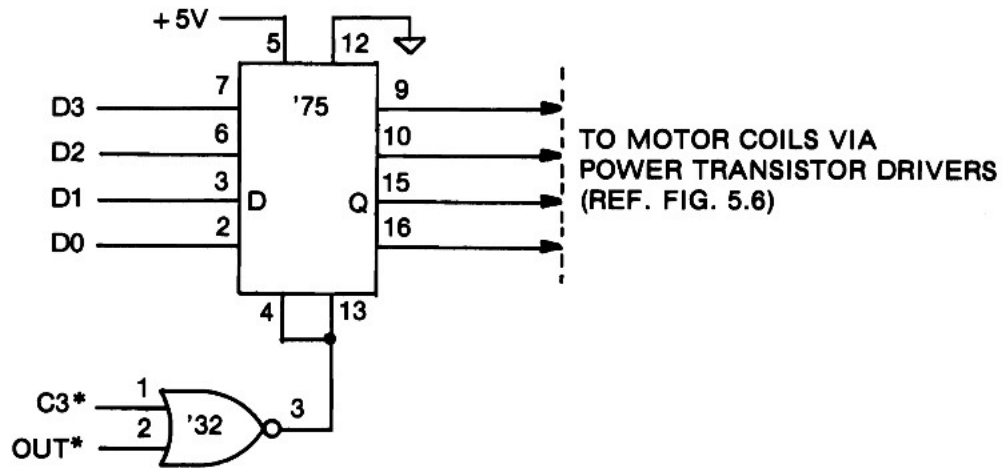 +5V
5
12
D3
7
'75
9
D2
6
10
TO MOTOR COILS VIA
POWER TRANSISTOR DRIVERS
(REF. FIG. 5.6)
D1
3
D
Q
15
D0
2
16
4
13
C3*
1
'32
3
OUT*
2